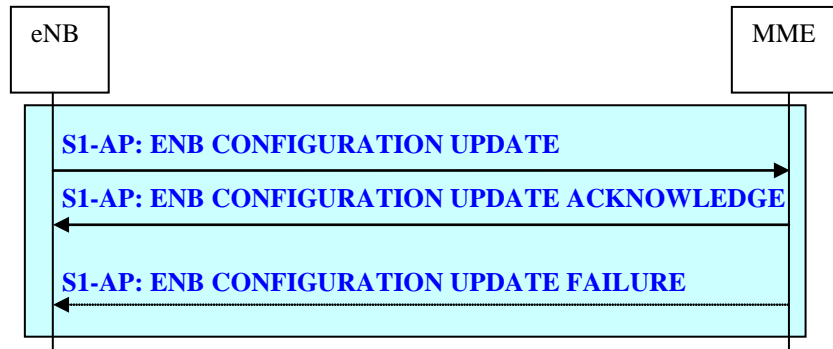 eNB
MME
S1-AP: ENB CONFIGURATION UPDATE
S1-AP: ENB CONFIGURATION UPDATE ACKNOWLEDGE
S1-AP: ENB CONFIGURATION UPDATE FAILURE